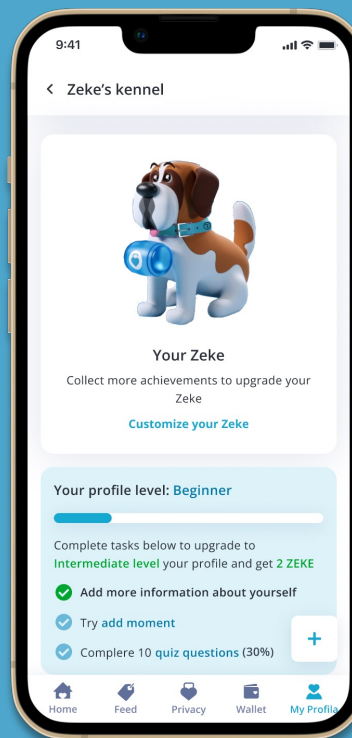 9:41
Zeke's kennel
Your Zeke
Collect more achievements to upgrade your
Zeke
Customize your Zeke
Your profile level: Beginner
Complete tasks below to upgrade to
Intermediate level your profile and get 2 ZEKE
Add more information about yourself
Try add moment
Complere 10 quiz questions (30%)
+
Home Feed Privacy Wallet My Profila